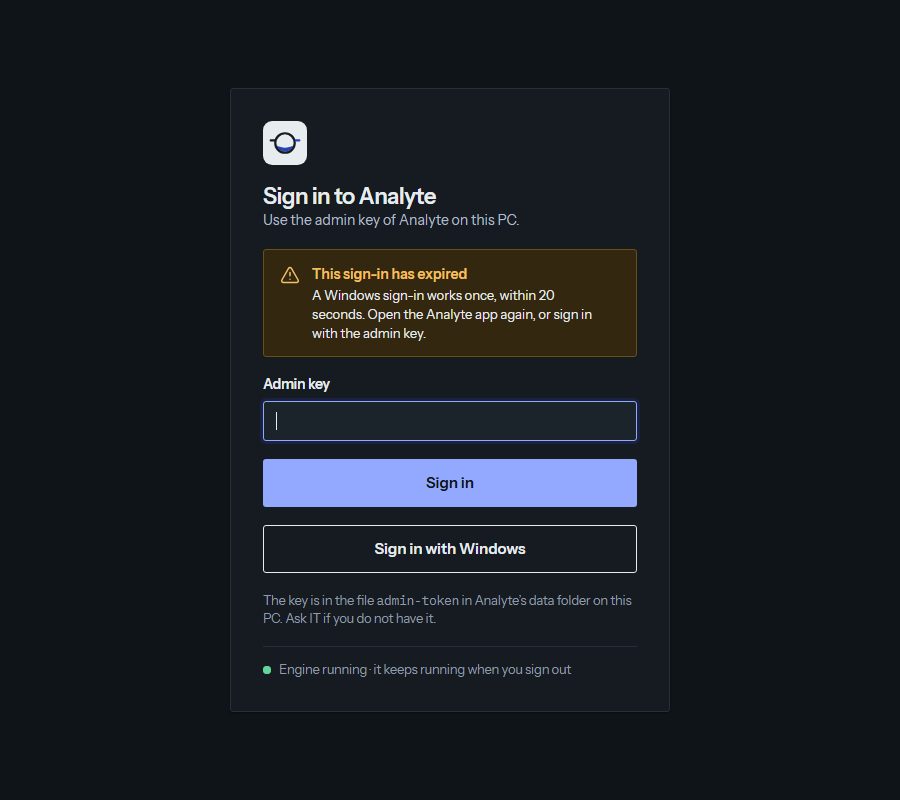 Sign in to Analyte
Use the admin key of Analyte on this PC.
This sign-in has expired
A Windows sign-in works once, within 20
seconds. Open the Analyte app again, or sign in
with the admin key.
Admin key
Sign in
Sign in with Windows
The key is in the file admin-token in Analyte's data folder on this
PC. Ask IT if you do not have it.
Engine running · it keeps running when you sign out